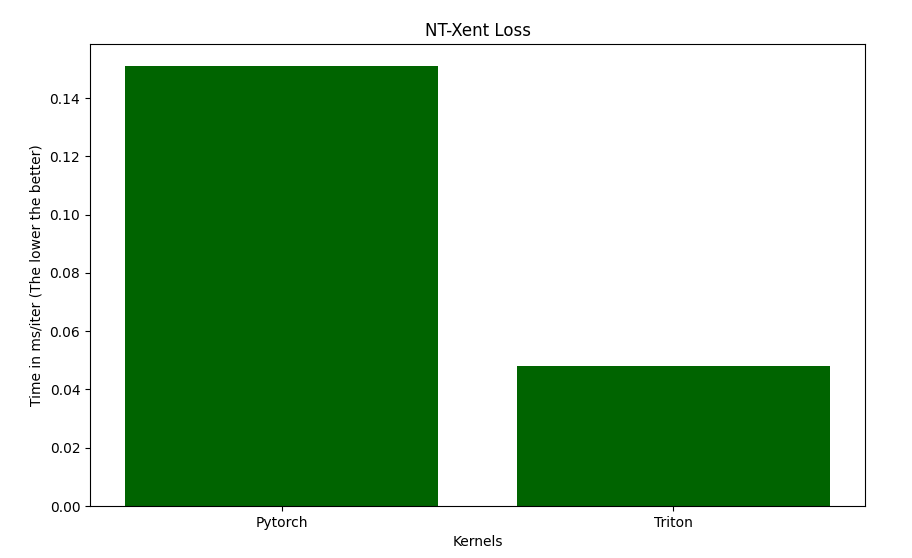 NT-Xent Loss
Time in ms/iter (The lower the better)
0.14
0.12
0.10
0.08
0.06
0.04
0.02
0.00
Pytorch
Triton
Kernels